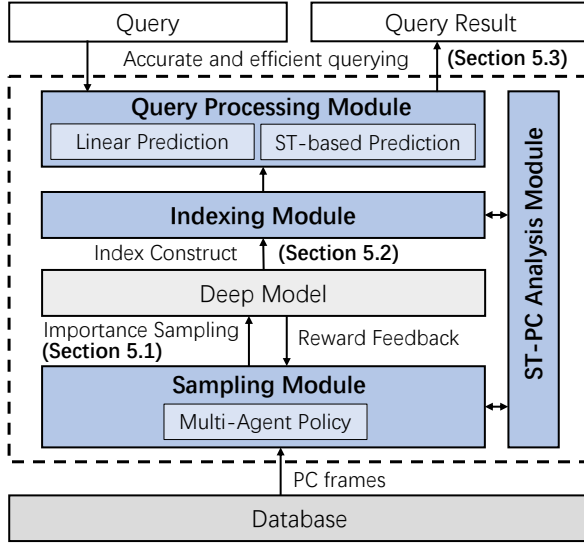 Query
Query Result
Accurate and efficient querying
(Section 5.3)
Query Processing Module
Linear Prediction
ST-based Prediction
Indexing Module
Index Construct
(Section 5.2)
Deep Model
Importance Sampling
(Section 5.1)
Reward Feedback
Sampling Module
Multi-Agent Policy
ST-PC Analysis Module
PC frames
Database